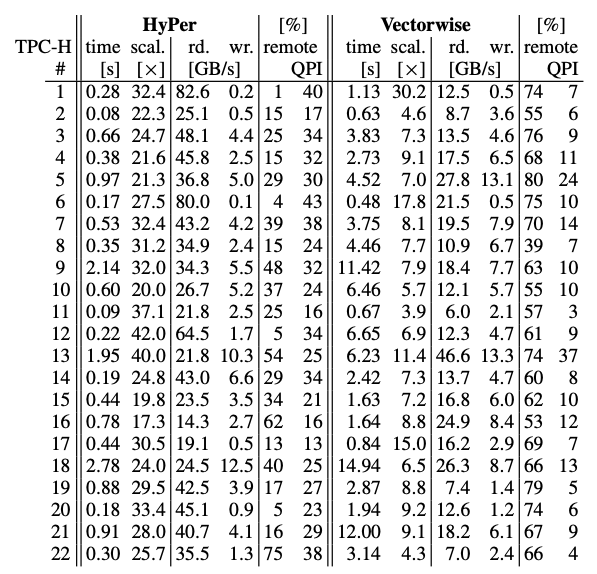 HyPer [%] Vectorwise [%]
TPC-H time scal. rd. wr. remote time scal. rd. wr. remote
# [s] [×] [GB/s] QPI [s] [×] [GB/s] QPI
1 0.28 32.4 82.6 0.2 1 40 1.13 30.2 12.5 0.5 74 7
2 0.08 22.3 25.1 0.5 15 17 0.63 4.6 8.7 3.6 55 6
3 0.66 24.7 48.1 4.4 25 34 3.83 7.3 13.5 4.6 76 9
4 0.38 21.6 45.8 2.5 15 32 2.73 9.1 17.5 6.5 68 11
5 0.97 21.3 36.8 5.0 29 30 4.52 7.0 27.8 13.1 80 24
6 0.17 27.5 80.0 0.1 4 43 0.48 17.8 21.5 0.5 75 10
7 0.53 32.4 43.2 4.2 39 38 3.75 8.1 19.5 7.9 70 14
8 0.35 31.2 34.9 2.4 15 24 4.46 7.7 10.9 6.7 39 7
9 2.14 32.0 34.3 5.5 48 32 11.42 7.9 18.4 7.7 63 10
10 0.60 20.0 26.7 5.2 37 24 6.46 5.7 12.1 5.7 55 10
11 0.09 37.1 21.8 2.5 25 16 0.67 3.9 6.0 2.1 57 3
12 0.22 42.0 64.5 1.7 5 34 6.65 6.9 12.3 4.7 61 9
13 1.95 40.0 21.8 10.3 54 25 6.23 11.4 46.6 13.3 74 37
14 0.19 24.8 43.0 6.6 29 34 2.42 7.3 13.7 4.7 60 8
15 0.44 19.8 23.5 3.5 34 21 1.63 7.2 16.8 6.0 62 10
16 0.78 17.3 14.3 2.7 62 16 1.64 8.8 24.9 8.4 53 12
17 0.44 30.5 19.1 0.5 13 13 0.84 15.0 16.2 2.9 69 7
18 2.78 24.0 24.5 12.5 40 25 14.94 6.5 26.3 8.7 66 13
19 0.88 29.5 42.5 3.9 17 27 2.87 8.8 7.4 1.4 79 5
20 0.18 33.4 45.1 0.9 5 23 1.94 9.2 12.6 1.2 74 6
21 0.91 28.0 40.7 4.1 16 29 12.00 9.1 18.2 6.1 67 9
22 0.30 25.7 35.5 1.3 75 38 3.14 4.3 7.0 2.4 66 4